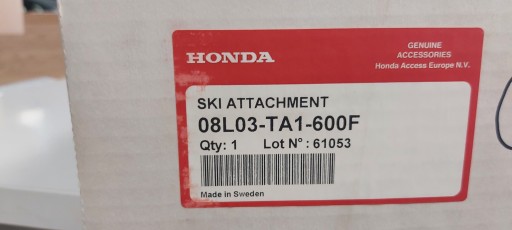 HONDA
GENUINE
ACCESSORIES
Honda Access Europe N.V.
SKI ATTACHMENT
08L03-TA1-600F
Qty: 1 Lot N° : 61053
Made in Sweden